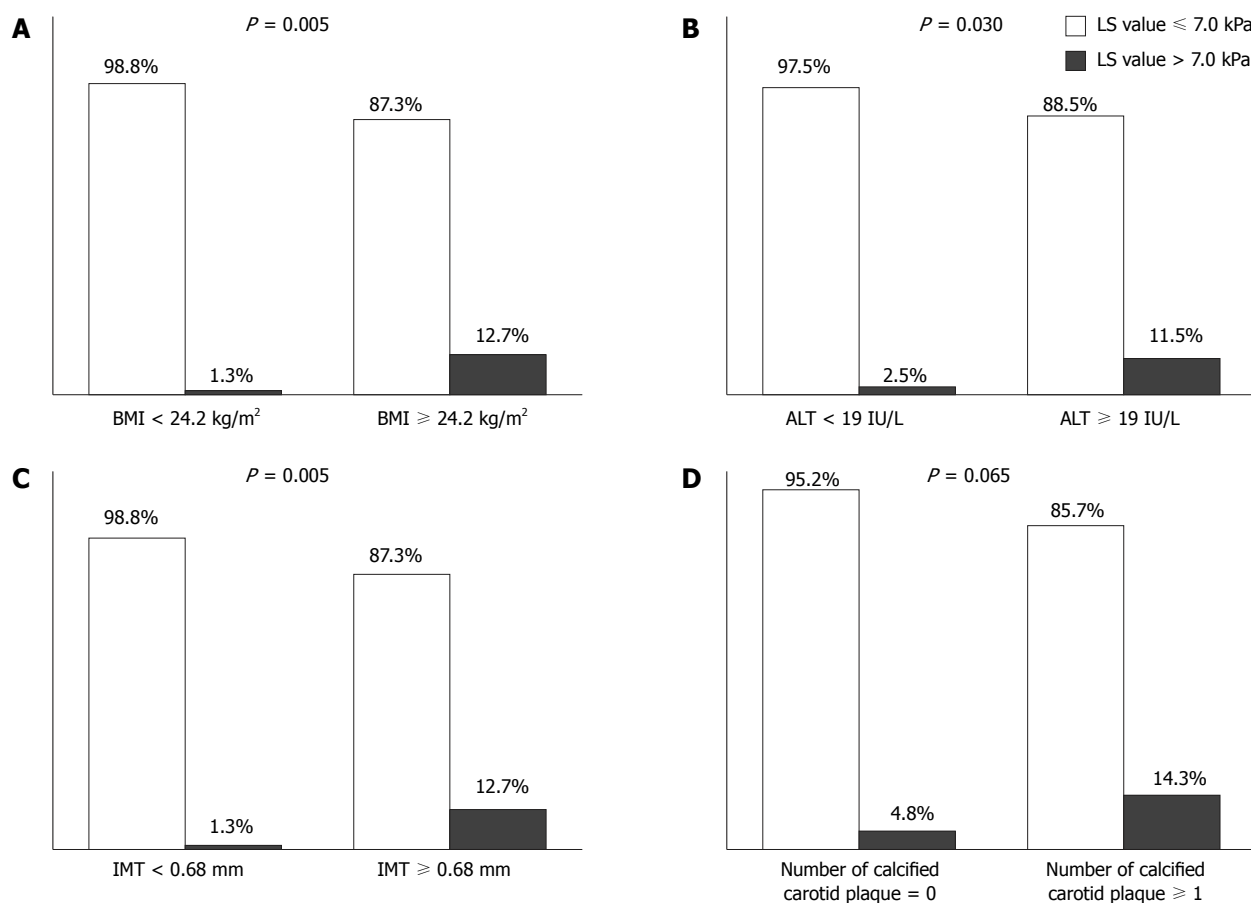 A
P = 0.005
98.8%
1.3%
87.3%
12.7%
BMI < 24.2 kg/m²
BMI ⩾ 24.2 kg/m²
B
P = 0.030
LS value ⩽ 7.0 kPa
LS value > 7.0 kPa
97.5%
2.5%
88.5%
11.5%
ALT < 19 IU/L
ALT ⩾ 19 IU/L
C
P = 0.005
98.8%
1.3%
87.3%
12.7%
IMT < 0.68 mm
IMT ⩾ 0.68 mm
D
P = 0.065
95.2%
4.8%
85.7%
14.3%
Number of calcified
carotid plaque = 0
Number of calcified
carotid plaque ⩾ 1